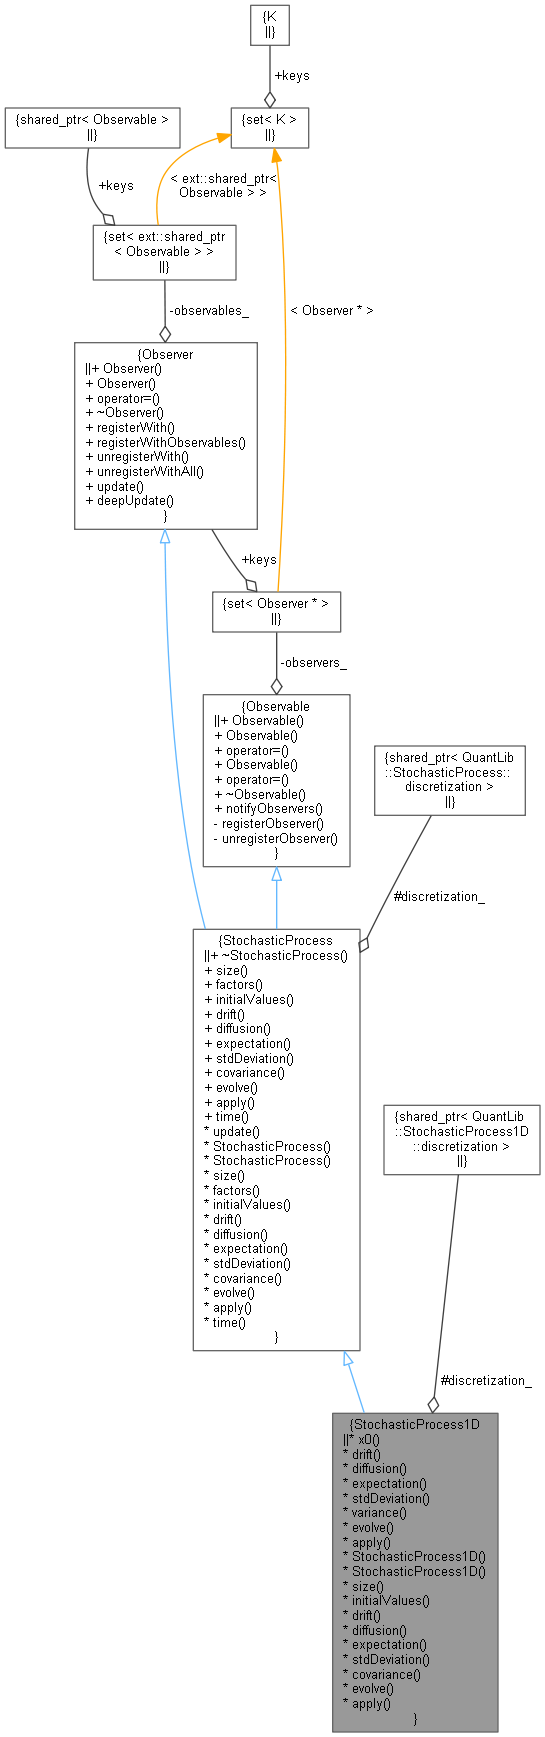 {K
||}
+keys
{shared_ptr< Observable >
||}
{set< K >
||}
+keys
< ext::shared_ptr<
Observable > >
{set< ext::shared_ptr
< Observable > >
||}
-observables_
< Observer * >
{Observer
||+ Observer()
+ Observer()
+ operator=()
+ ~Observer()
+ registerWith()
+ registerWithObservables()
+ unregisterWith()
+ unregisterWithAll()
+ update()
+ deepUpdate()
}
+keys
{set< Observer * >
||}
-observers_
{Observable
||+ Observable()
+ Observable()
+ operator=()
+ Observable()
+ operator=()
+ ~Observable()
+ notifyObservers()
- registerObserver()
- unregisterObserver()
}
{shared_ptr< QuantLib
::StochasticProcess::
discretization >
||}
#discretization_
{StochasticProcess
||+ ~StochasticProcess()
+ size()
+ factors()
+ initialValues()
+ drift()
+ diffusion()
+ expectation()
+ stdDeviation()
+ covariance()
+ evolve()
+ apply()
+ time()
* update()
* StochasticProcess()
* StochasticProcess()
* size()
* factors()
* initialValues()
* drift()
* diffusion()
* expectation()
* stdDeviation()
* covariance()
* evolve()
* apply()
* time()
}
{shared_ptr< QuantLib
::StochasticProcess1D
::discretization >
||}
#discretization_
{StochasticProcess1D
||* x0()
* drift()
* diffusion()
* expectation()
* stdDeviation()
* variance()
* evolve()
* apply()
* StochasticProcess1D()
* StochasticProcess1D()
* size()
* initialValues()
* drift()
* diffusion()
* expectation()
* stdDeviation()
* covariance()
* evolve()
* apply()
}